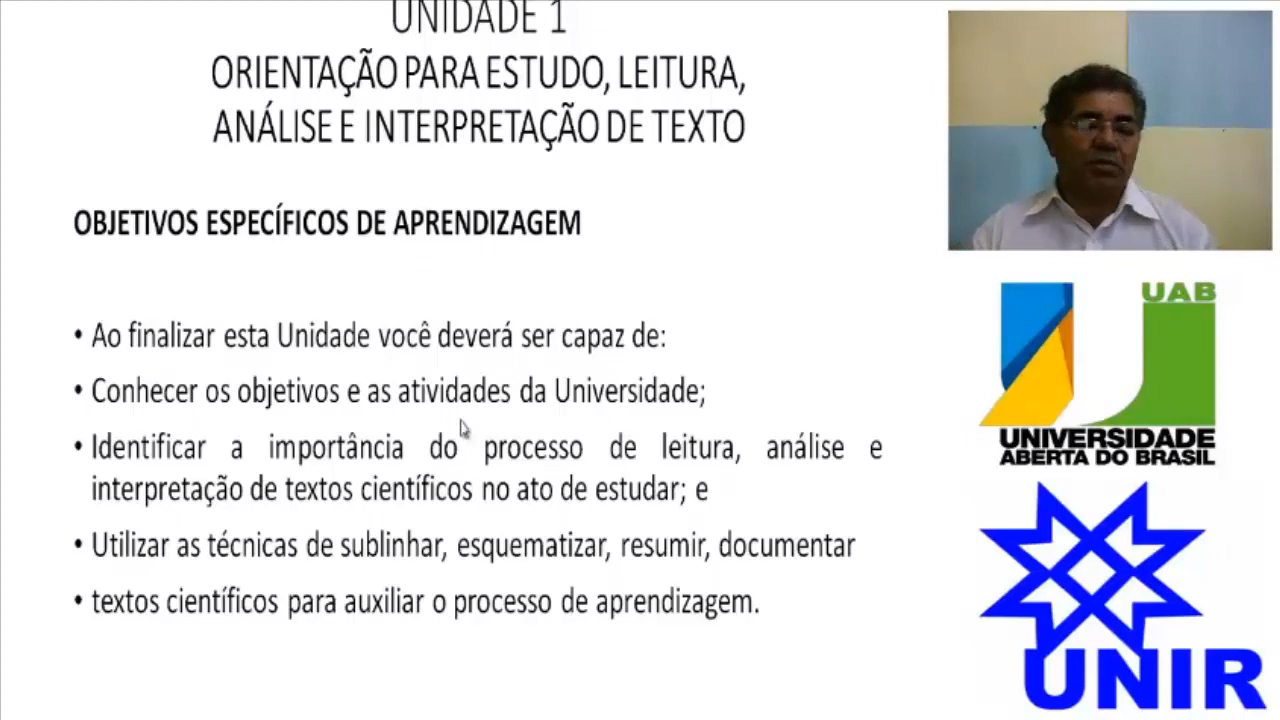 UNIDADE 1
ORIENTAÇÃO PARA ESTUDO, LEITURA,
ANÁLISE E INTERPRETAÇÃO DE TEXTO
OBJETIVOS ESPECÍFICOS DE APRENDIZAGEM
• Ao finalizar esta Unidade você deverá ser capaz de:
• Conhecer os objetivos e as atividades da Universidade;
• Identificar a importância do processo de leitura, análise e
interpretação de textos científicos no ato de estudar; e
• Utilizar as técnicas de sublinhar, esquematizar, resumir, documentar
• textos científicos para auxiliar o processo de aprendizagem.
UAB
UNIVERSIDADE
ABERTA DO BRASIL
UNIR